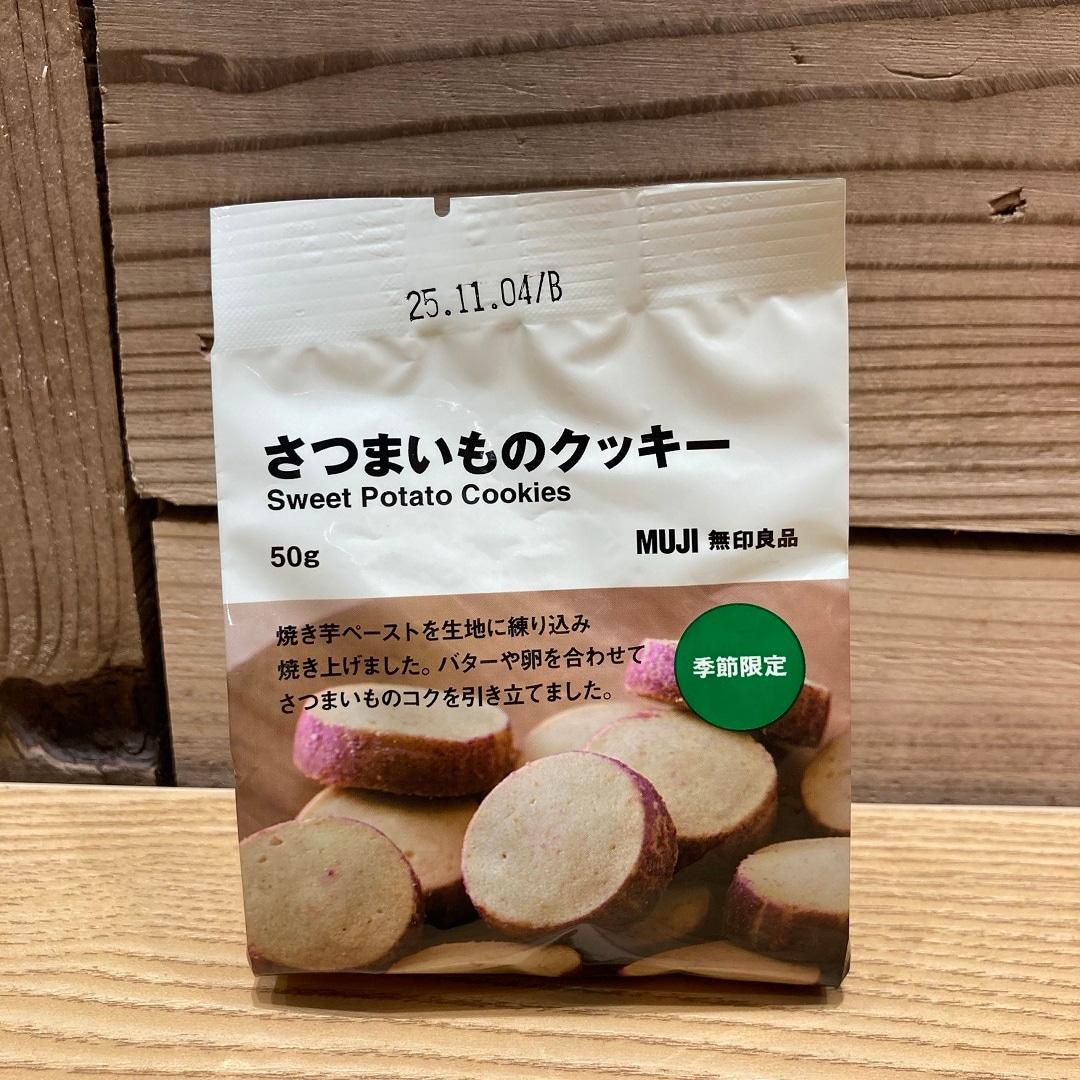 25.11.04/B
さつまいものクッキー
Sweet Potato Cookies
50g
MUJI 無印良品
焼き芋ペーストを生地に練り込み
焼き上げました。バターや卵を合わせて
さつまいものコクを引き立てました。
季節限定